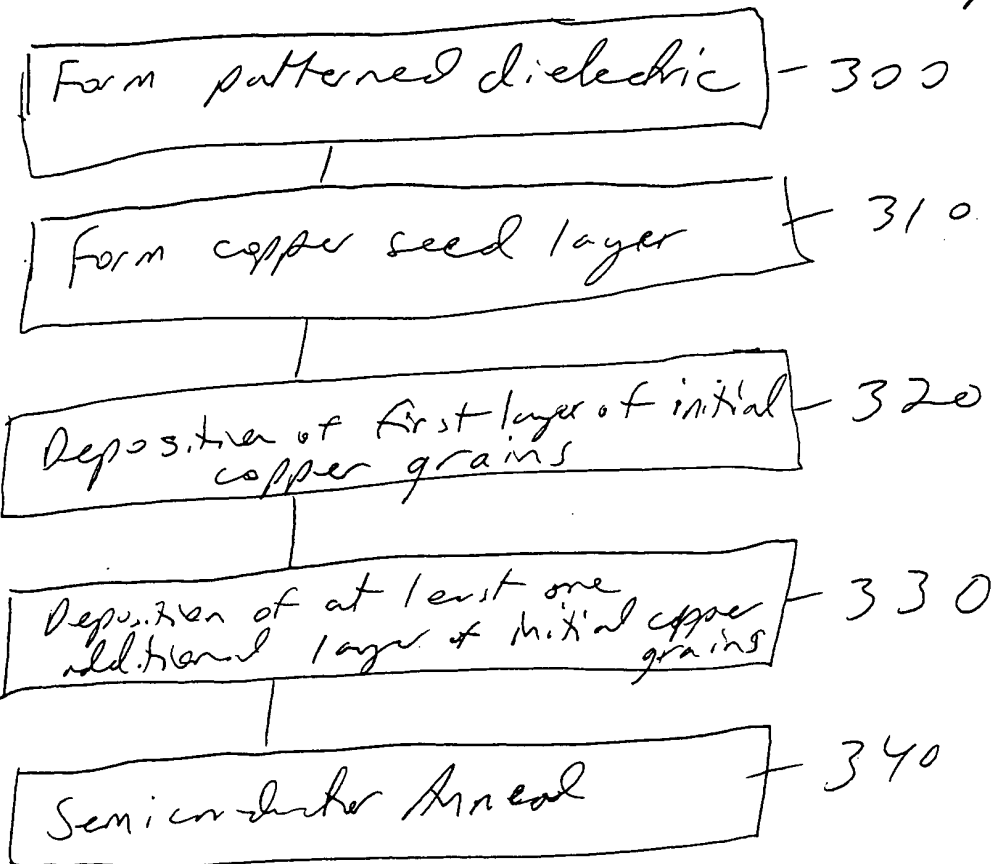 Form patterned dielectric - 300
Form copper seed layer - 310
Deposition of first layer of initial - 320
copper grains
Deposition of at least one - 330
additional layer of initial copper
grains
Semiconductor Anneal - 340